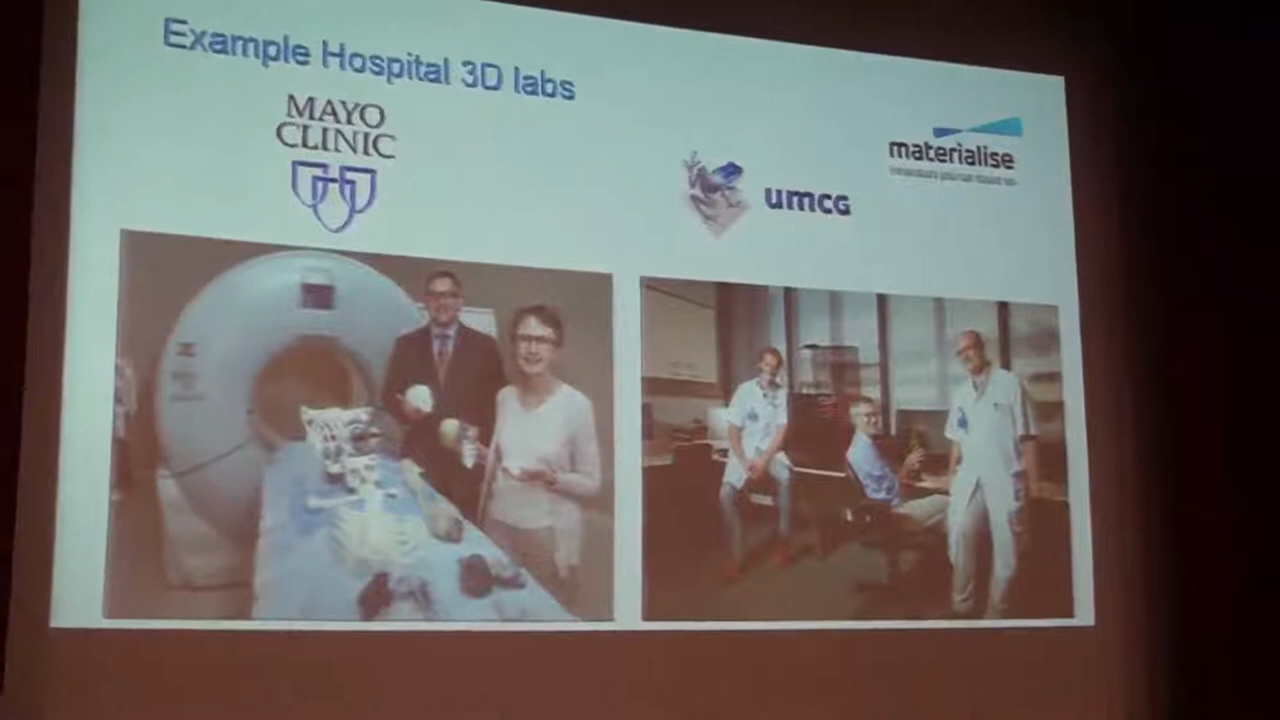 Example Hospital 3D labs
MAYO
CLINIC
umcg
materialise